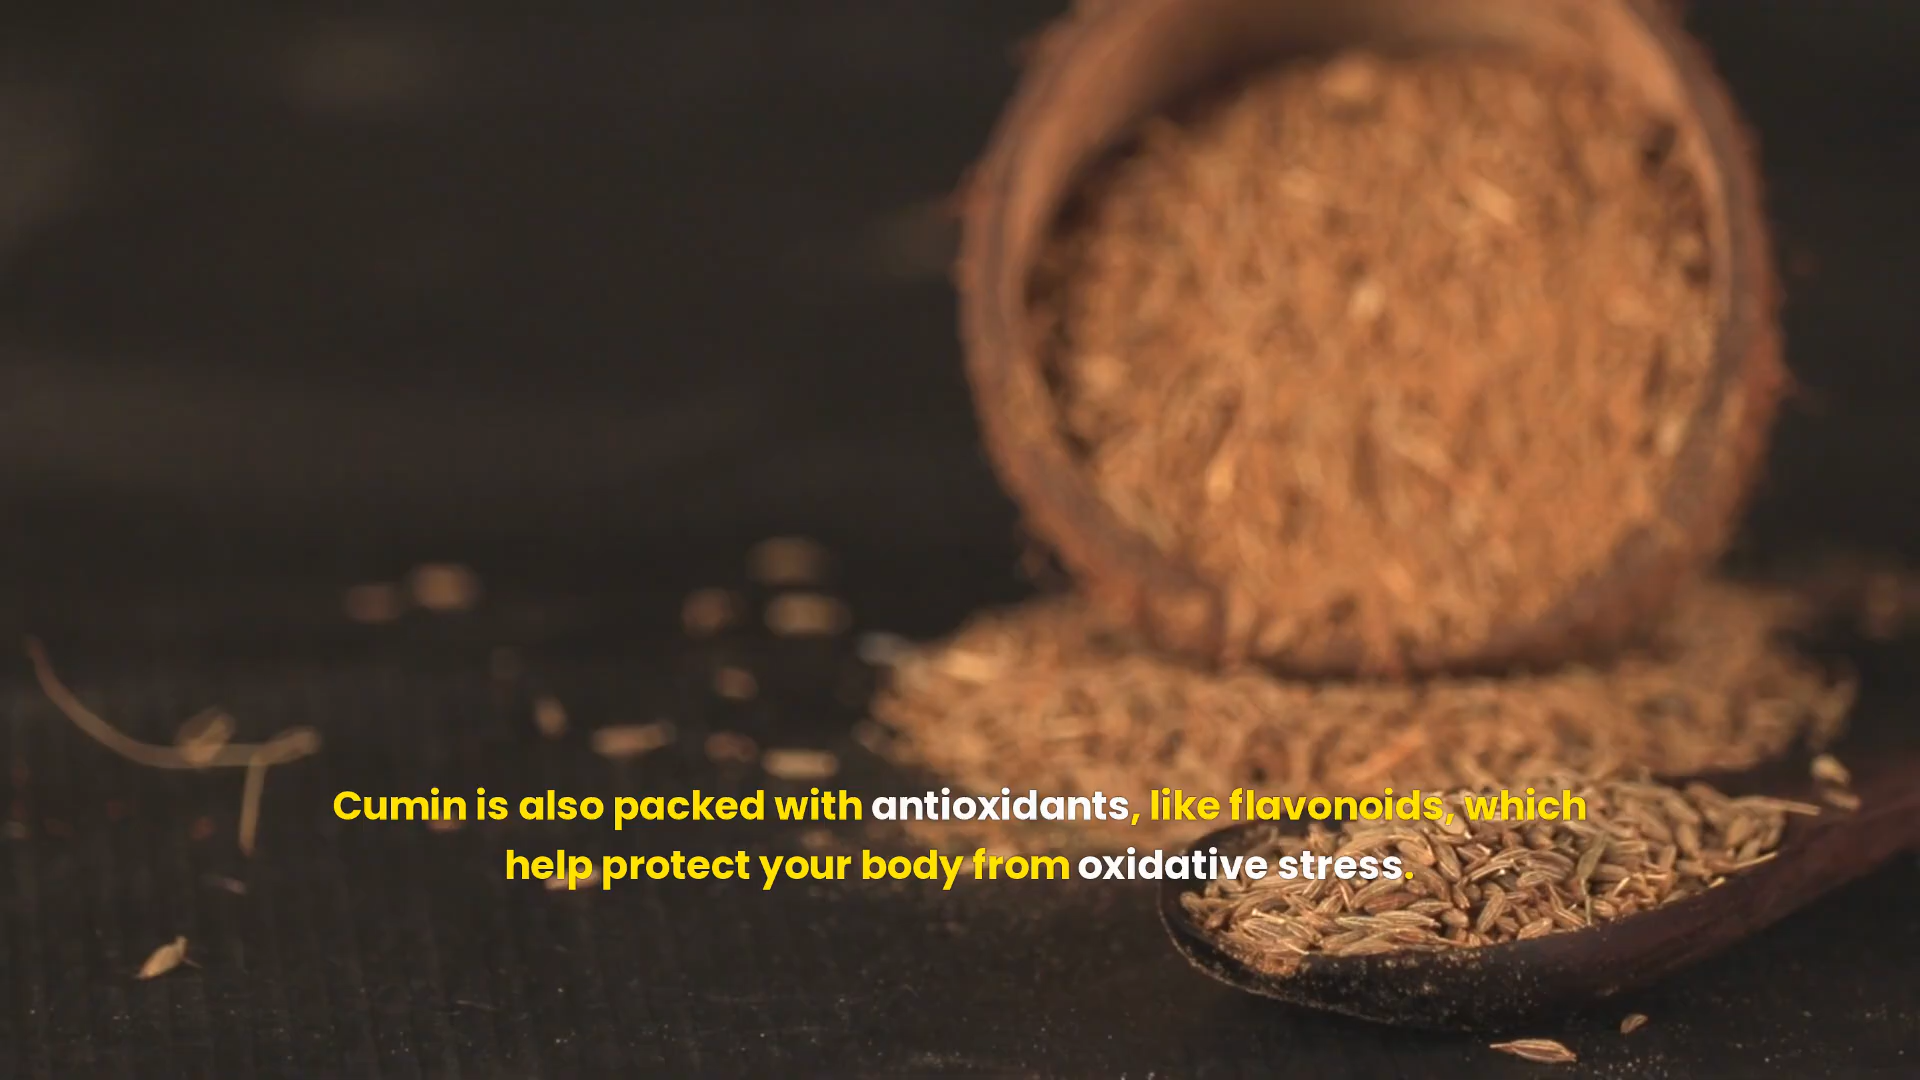 Cumin is also packed with antioxidants, like flavonoids, which
help protect your body from oxidative stress.